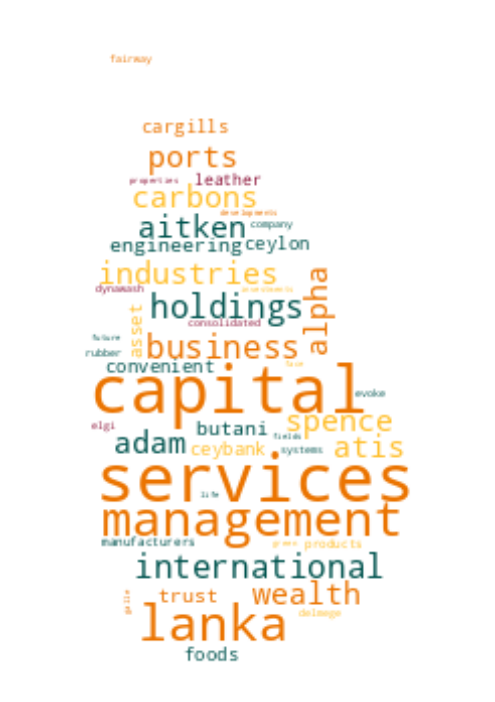 fairway
cargills
ports
properties leather
carbons
developments
aitken company
engineering ceylon
industries
dynawash investments
holdings alpha
consolidated
asset
future business
rubber
convenient
capital evoke
elgi spence
butani
adam ceybank fields systems atis
services
life
management
manufacturers products
international
trust wealth
galle
lanka delmege
foods